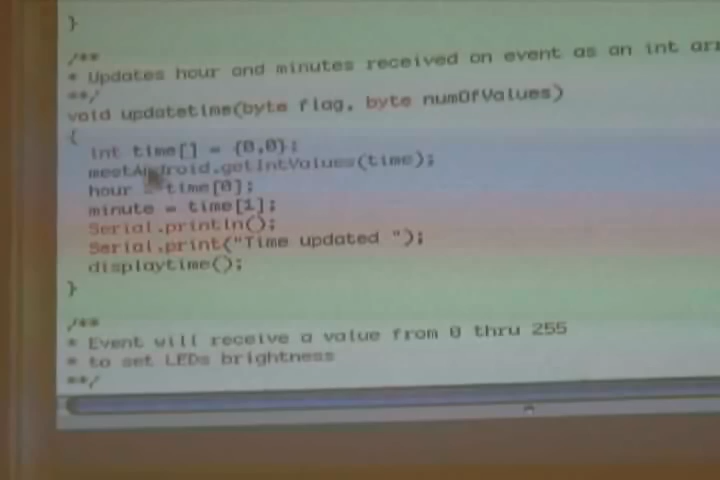 }
/**
* Updates hour and minutes received on event as an int arr
**/
void updatetime(byte flag, byte numOfValues)
{
int time[] = {0,0};
meetAndroid.getIntValues(time);
hour = time[0];
minute = time[1];
Serial.println();
Serial.print("Time updated ");
displaytime();
}
/**
* Event will receive a value from 0 thru 255
* to set LEDs brightness
**/